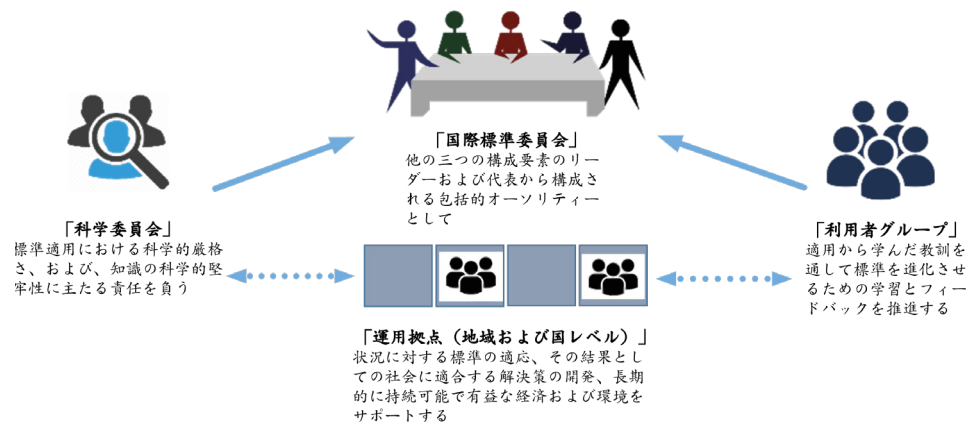 「国際標準委員会」
他の三つの構成要素のリー
ダーおよび代表から構成さ
れる包括的オーソリティー
として
「科学委員会」
標準適用における科学的厳格
さ、および、知識の科学的堅
牢性に主たる責任を負う
「利用者グループ」
適用から学んだ教訓を
通して標準を進化させ
るための学習とフィー
ドバックを推進する
「運用拠点（地域および国レベル）」
状況に対する標準の適応、その結果とし
ての社会に適合する解決策の開発、長期
的に持続可能で有益な経済および環境を
サポートする